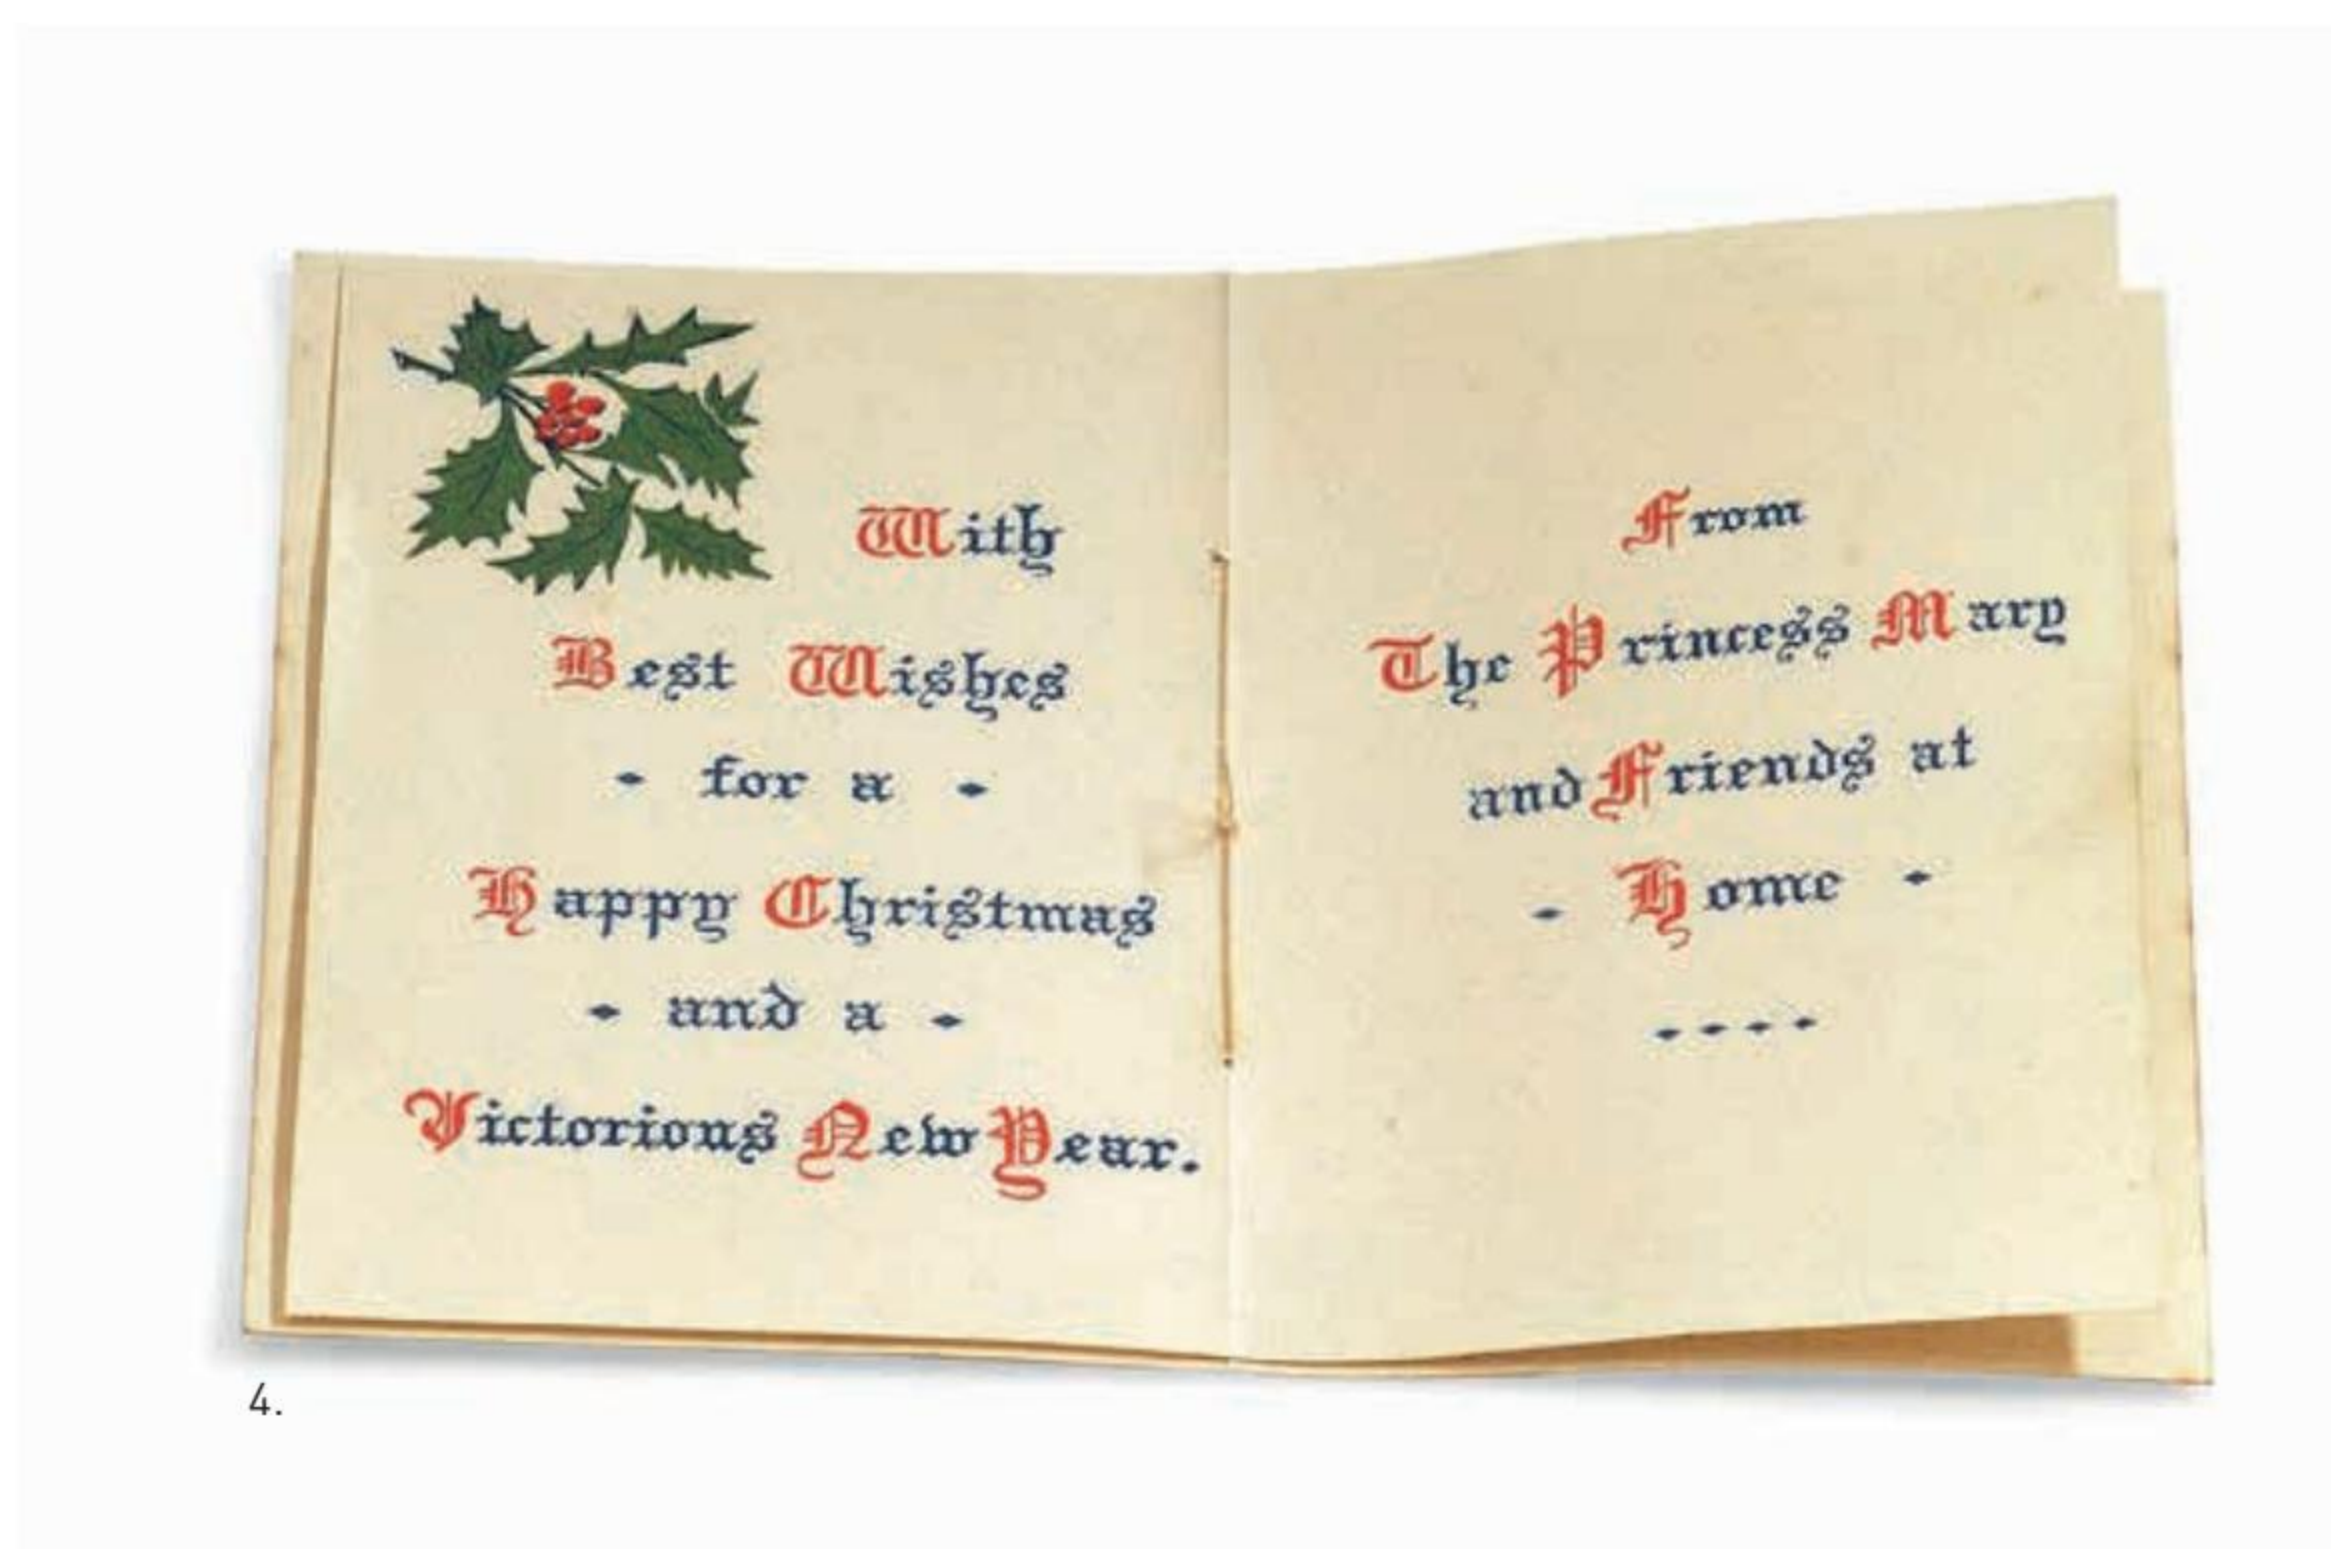 With
Best Wishes
- for a -
Happy Christmas
- and a -
Victorious New Year.
From
The Princess Mary
and Friends at
- Home -
4.